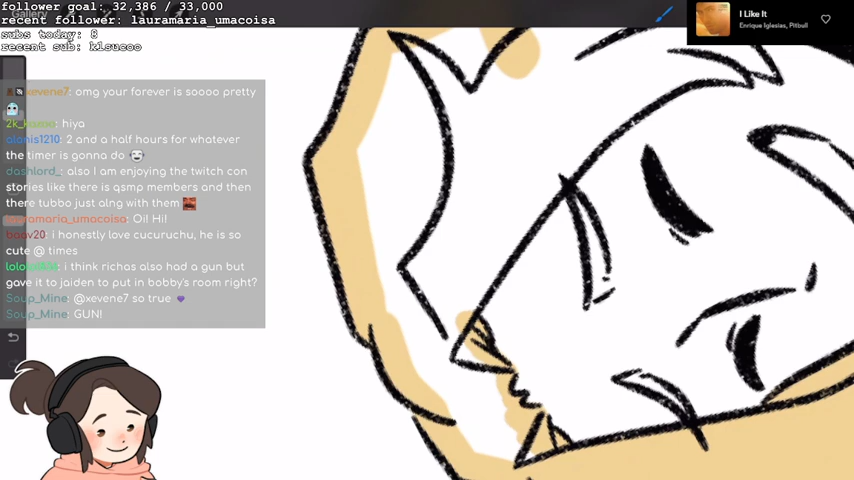 follower goal: 32,386 / 33,000
recent follower: lauramaria_umacoisa
subs today: 8
recent sub: k1sucoo
I Like It
Enrique Iglesias, Pitbull
xevene7: omg your forever is soooo pretty
hiya
2 and a half hours for whatever
the timer is gonna do
dashlord_: also I am enjoying the twitch con
stories like there is qsmp members and then
there tubbo just alng with them
lauramaria_umacoisa: Oi! Hi!
i honestly love cucuruchu, he is so
cute @ times
i think richas also had a gun but
gave it to jaiden to put in bobby's room right?
Soup_Mine: @xevene7 so true
Soup_Mine: GUN!